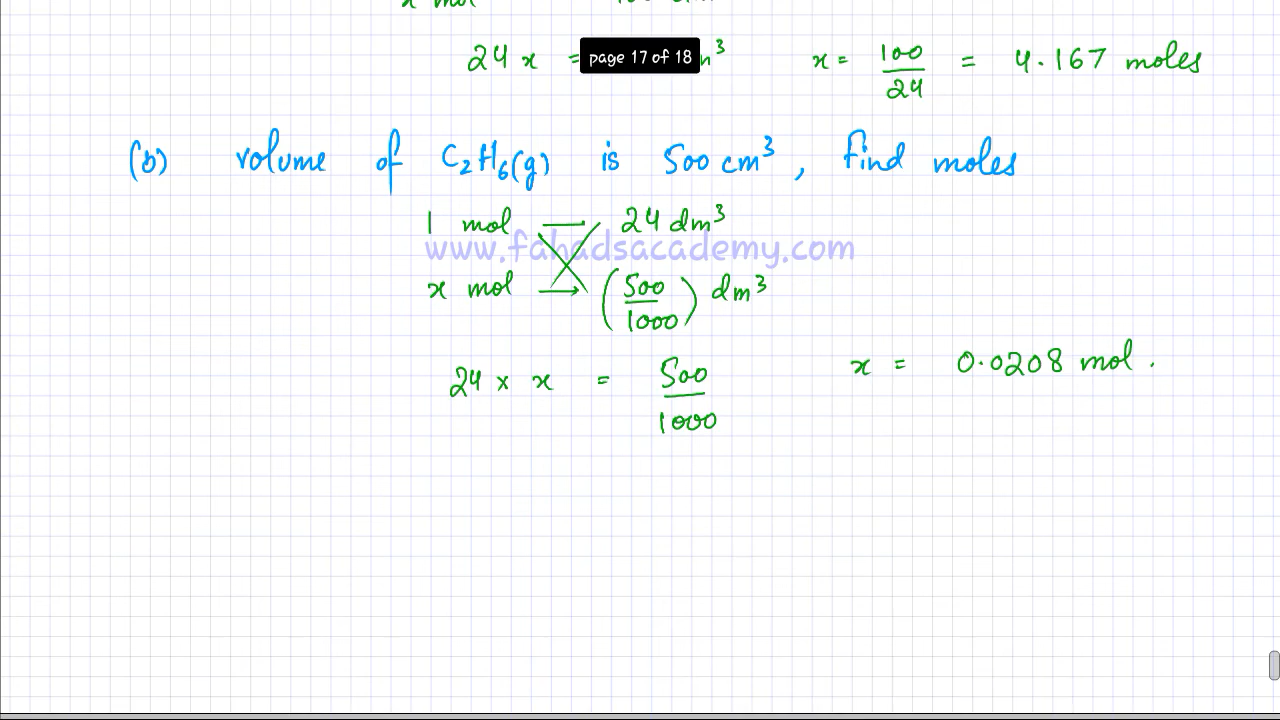 x mol
24 x = page 17 of 18 x = 100/24 = 4.167 moles
(b) volume of C₂H₆(g) is 500 cm³, find moles
1 mol — 24 dm³
www.fahadsacademy.com
x mol → (500/1000) dm³
24 × x = 500/1000 x = 0.0208 mol.